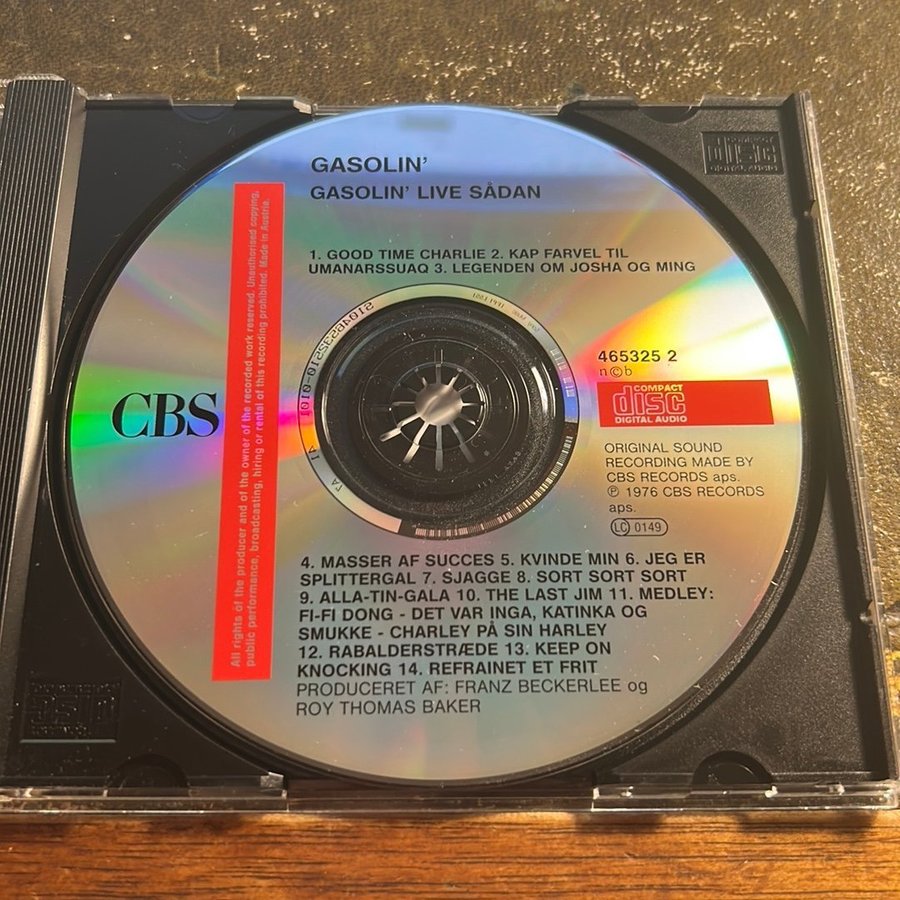 GASOLIN'
GASOLIN' LIVE SÅDAN
1. GOOD TIME CHARLIE 2. KAP FARVEL TIL
UMANARSSUAQ 3. LEGENDEN OM JOSHA OG MING
CBS
All rights of the producer and of the owner of the recorded work reserved. Unauthorised copying,
public performance, broadcasting, hiring or rental of this recording prohibited. Made in Austria.
465325 2
n©b
COMPACT
disc
DIGITAL AUDIO
ORIGINAL SOUND
RECORDING MADE BY
CBS RECORDS aps.
℗ 1976 CBS RECORDS
aps.
LC 0149
4. MASSER AF SUCCES 5. KVINDE MIN 6. JEG ER
SPLITTERGAL 7. SJAGGE 8. SORT SORT SORT
9. ALLA-TIN-GALA 10. THE LAST JIM 11. MEDLEY:
FI-FI DONG - DET VAR INGA, KATINKA OG
SMUKKE - CHARLEY PÅ SIN HARLEY
12. RABALDERSTRÆDE 13. KEEP ON
KNOCKING 14. REFRAINET ET FRIT
PRODUCERET AF: FRANZ BECKERLEE og
ROY THOMAS BAKER
COMPACT
disc
DIGITAL AUDIO